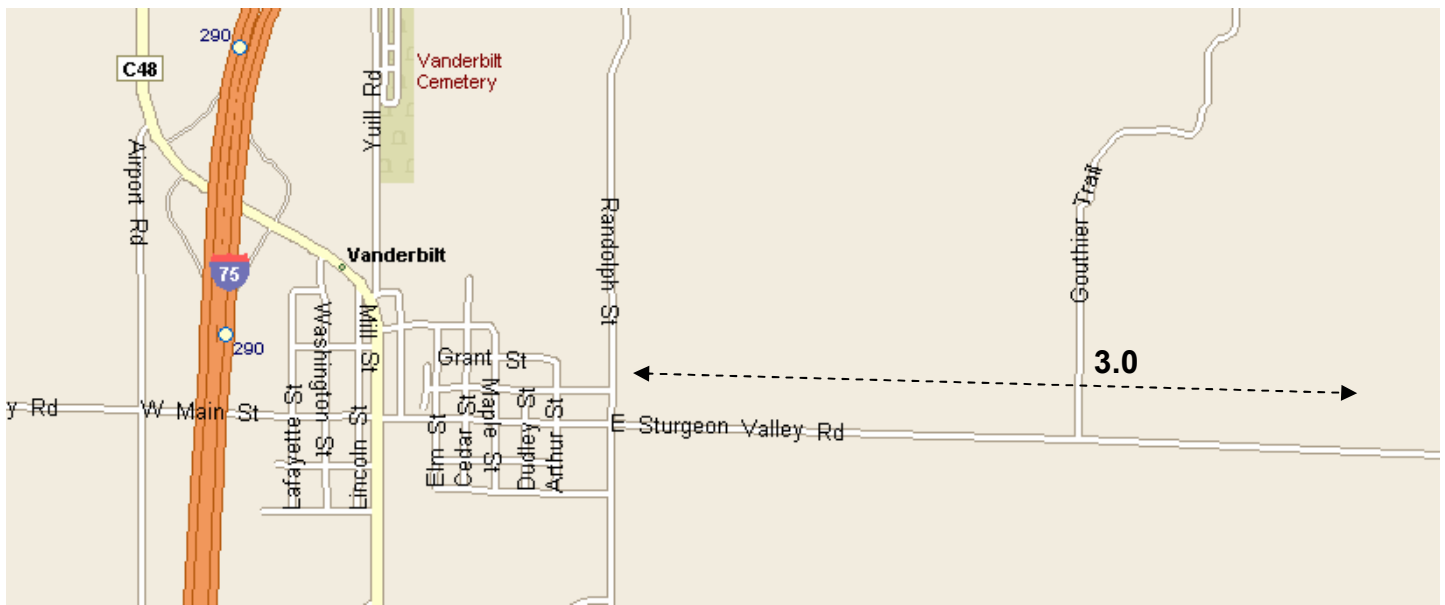 290
C48
Vanderbilt
Cemetery
Yuill Rd
Airport Rd
Gouthier Trail
Randolph St
Vanderbilt
75
Washington St
Mill St
290
Grant St
3.0
y Rd
W Main St
E Sturgeon Valley Rd
Lafayette St
Lincoln St
Elm St
Cedar St
Maple St
Dudley St
Arthur St